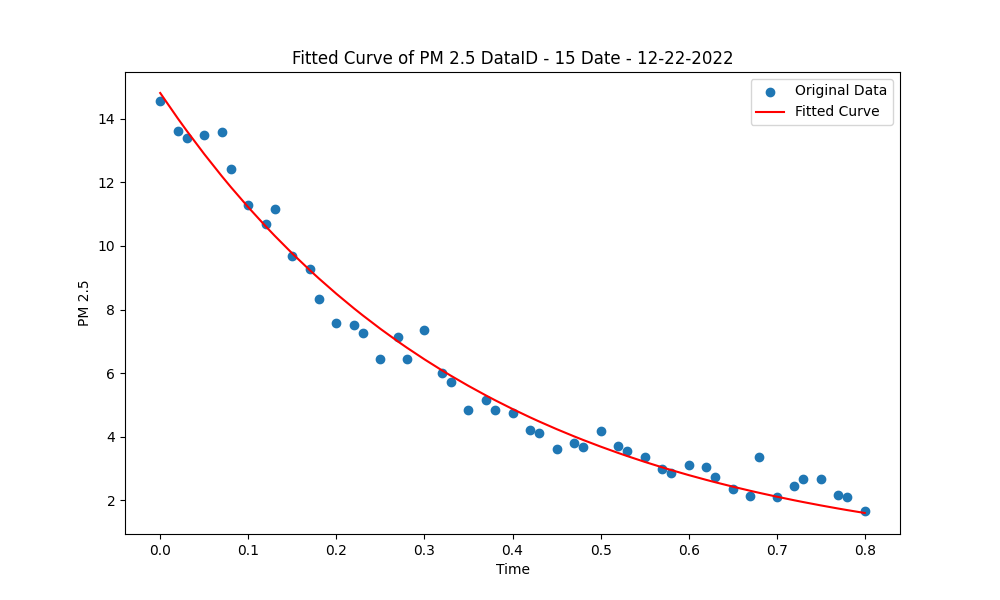 Fitted Curve of PM 2.5 DataID - 15 Date - 12-22-2022
Original Data
Fitted Curve
PM 2.5
14
12
10
8
6
4
2
0.0 0.1 0.2 0.3 0.4 0.5 0.6 0.7 0.8
Time